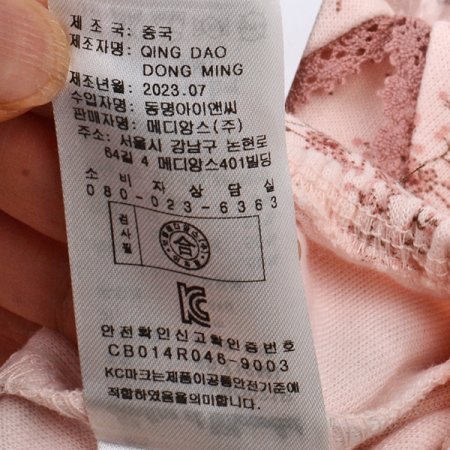 제 조 국: 중국
제조자명: QING DAO
DONG MING
제조년월: 2023.07
수입자명: 동명아이앤씨
판매자명: 메디앙스(주)
주소: 서울시 강남구 논현로
64길 4 메디앙스401빌딩
소 비 자 상 담 실
080-023-6363
검사필
合
안전확인신고확인증번호
CB014R046-9003
KC마크는제품이공통안전기준에
적합하였음을의미합니다.